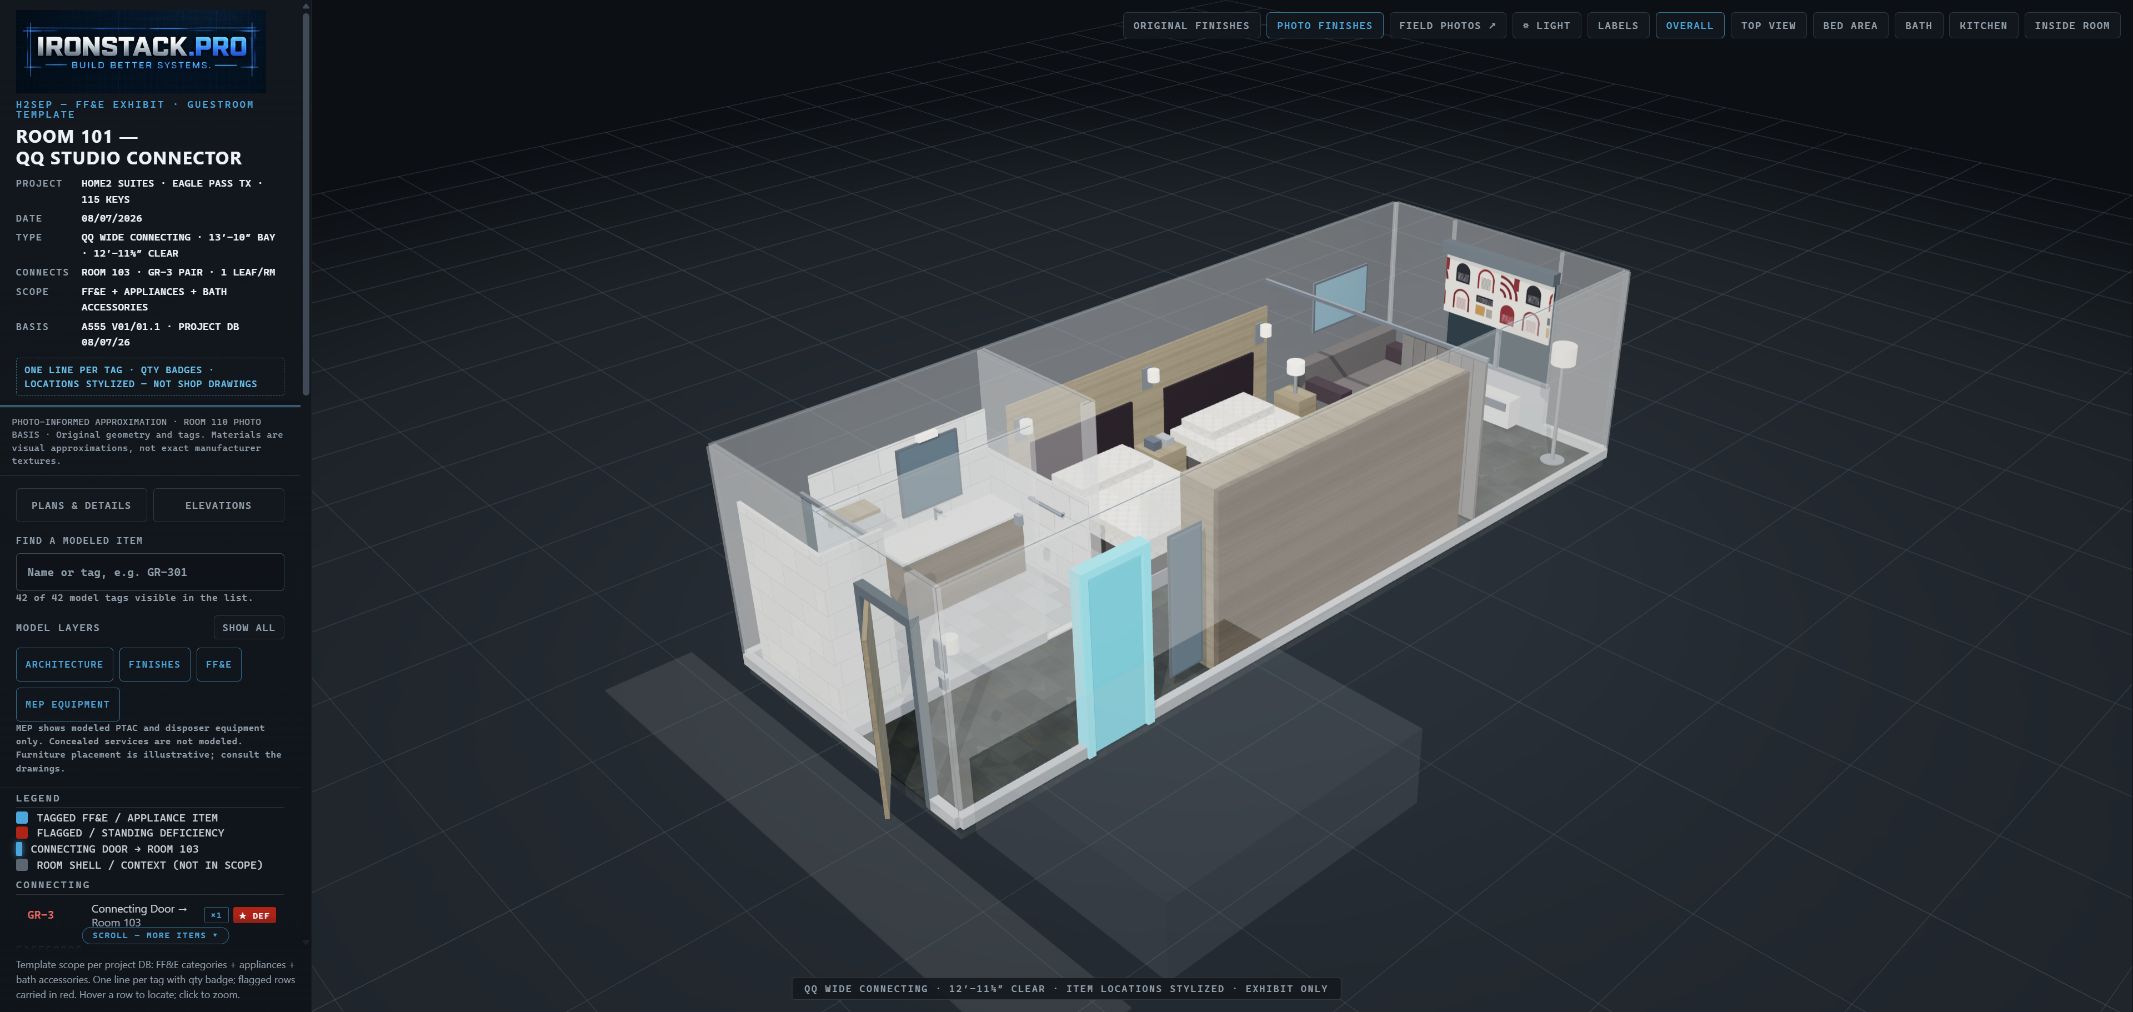 IRONSTACK.PRO
BUILD BETTER SYSTEMS.
H2SEP — FF&E EXHIBIT · GUESTROOM
TEMPLATE
ROOM 101 —
QQ STUDIO CONNECTOR
PROJECT HOME2 SUITES · EAGLE PASS TX ·
115 KEYS
DATE 08/07/2026
TYPE QQ WIDE CONNECTING · 13'-10" BAY
· 12'-11¾" CLEAR
CONNECTS ROOM 103 · GR-3 PAIR · 1 LEAF/RM
SCOPE FF&E + APPLIANCES + BATH
ACCESSORIES
BASIS A555 V01/01.1 · PROJECT DB
08/07/26
ONE LINE PER TAG · QTY BADGES ·
LOCATIONS STYLIZED — NOT SHOP DRAWINGS
PHOTO-INFORMED APPROXIMATION · ROOM 110 PHOTO
BASIS · Original geometry and tags. Materials are
visual approximations, not exact manufacturer
textures.
PLANS & DETAILS ELEVATIONS
FIND A MODELED ITEM
Name or tag, e.g. GR-301
42 of 42 model tags visible in the list.
MODEL LAYERS SHOW ALL
ARCHITECTURE FINISHES FF&E
MEP EQUIPMENT
MEP shows modeled PTAC and disposer equipment
only. Concealed services are not modeled.
Furniture placement is illustrative; consult the
drawings.
LEGEND
TAGGED FF&E / APPLIANCE ITEM
FLAGGED / STANDING DEFICIENCY
CONNECTING DOOR → ROOM 103
ROOM SHELL / CONTEXT (NOT IN SCOPE)
CONNECTING
GR-3 Connecting Door → ×1 ★ DEF
Room 103
SCROLL — MORE ITEMS ▾
Template scope per project DB: FF&E categories + appliances +
bath accessories. One line per tag with qty badge; flagged rows
carried in red. Hover a row to locate; click to zoom.
ORIGINAL FINISHES PHOTO FINISHES FIELD PHOTOS ↗ ☼ LIGHT LABELS OVERALL TOP VIEW BED AREA BATH KITCHEN INSIDE ROOM
QQ WIDE CONNECTING · 12'-11¾" CLEAR · ITEM LOCATIONS STYLIZED · EXHIBIT ONLY